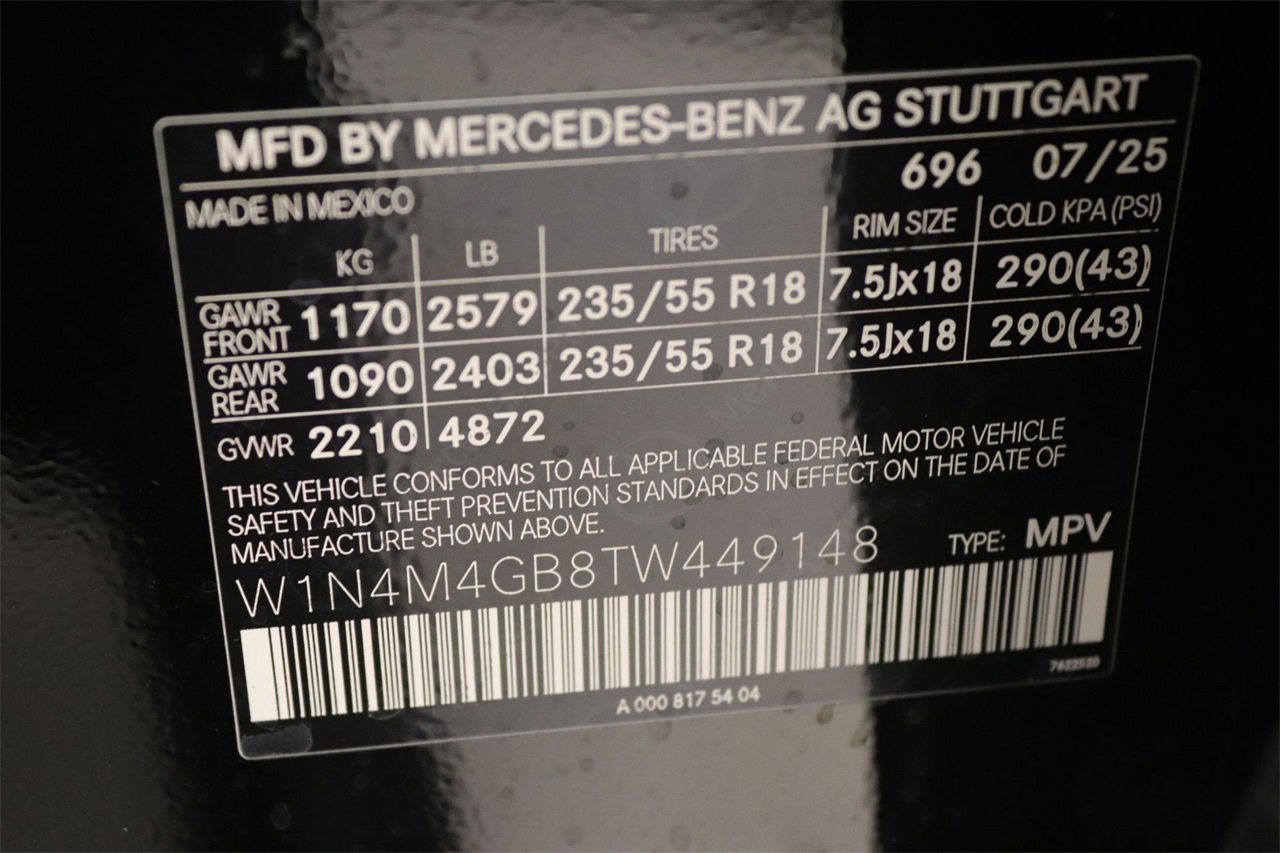 MFD BY MERCEDES-BENZ AG STUTTGART
696 07/25
MADE IN MEXICO
KG LB TIRES RIM SIZE COLD KPA (PSI)
GAWR FRONT 1170 2579 235/55 R18 7.5Jx18 290(43)
GAWR REAR 1090 2403 235/55 R18 7.5Jx18 290(43)
GVWR 2210 4872
THIS VEHICLE CONFORMS TO ALL APPLICABLE FEDERAL MOTOR VEHICLE
SAFETY AND THEFT PREVENTION STANDARDS IN EFFECT ON THE DATE OF
MANUFACTURE SHOWN ABOVE.
W1N4M4GB8TW449148 TYPE: MPV
7622520
A 000 817 54 04